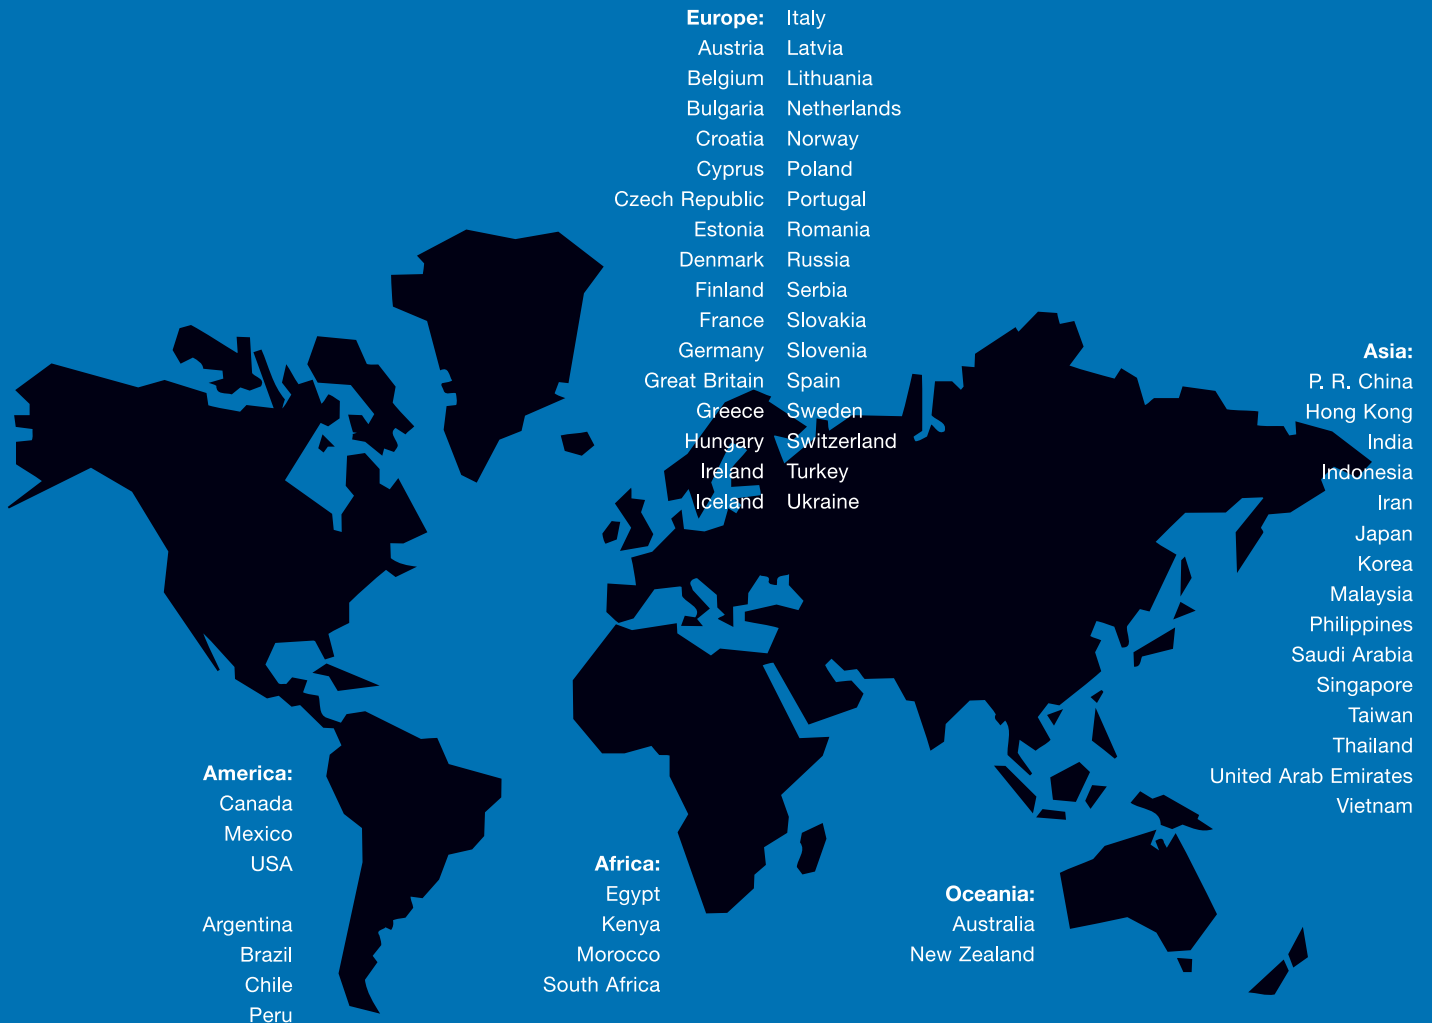 Europe:
Austria
Belgium
Bulgaria
Croatia
Cyprus
Czech Republic
Estonia
Denmark
Finland
France
Germany
Great Britain
Greece
Hungary
Ireland
Iceland
Italy
Latvia
Lithuania
Netherlands
Norway
Poland
Portugal
Romania
Russia
Serbia
Slovakia
Slovenia
Spain
Sweden
Switzerland
Turkey
Ukraine
Asia:
P. R. China
Hong Kong
India
Indonesia
Iran
Japan
Korea
Malaysia
Philippines
Saudi Arabia
Singapore
Taiwan
Thailand
United Arab Emirates
Vietnam
America:
Canada
Mexico
USA
Argentina
Brazil
Chile
Peru
Africa:
Egypt
Kenya
Morocco
South Africa
Oceania:
Australia
New Zealand